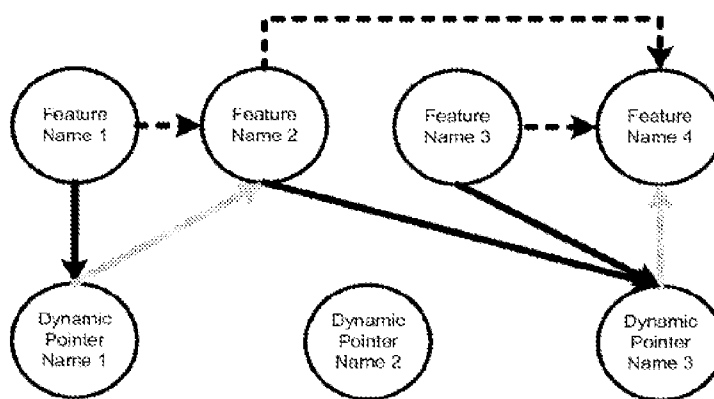 Feature
Name 1
Feature
Name 2
Feature
Name 3
Feature
Name 4
Dynamic
Pointer
Name 1
Dynamic
Pointer
Name 2
Dynamic
Pointer
Name 3